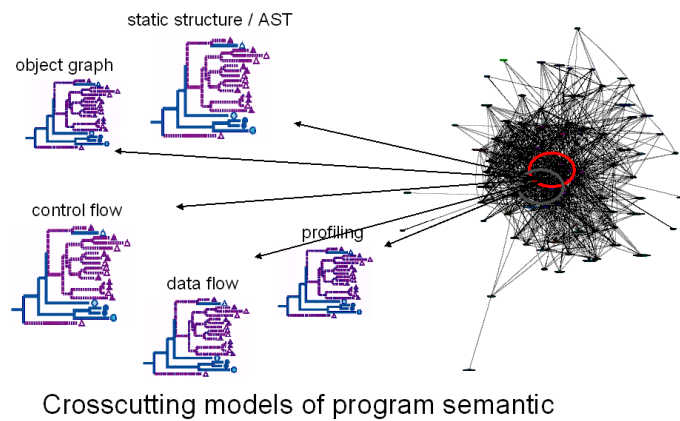 static structure / AST
object graph
control flow
profiling
data flow
Crosscutting models of program semantic